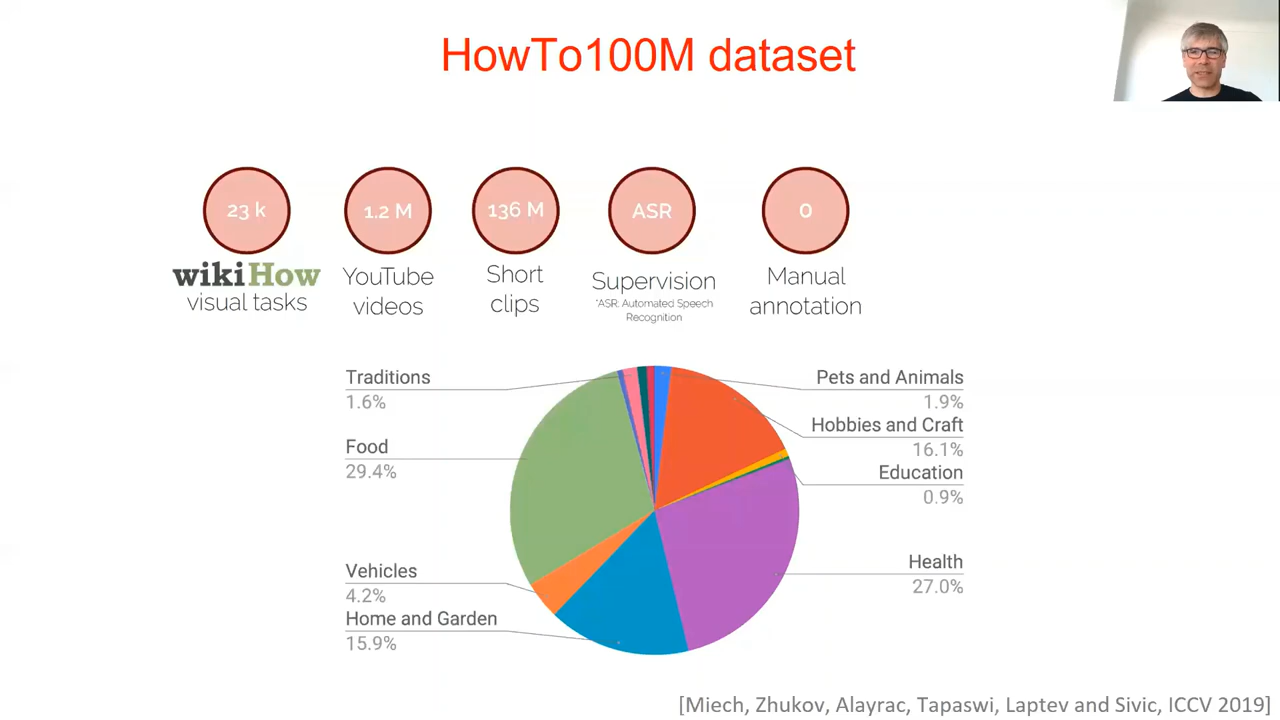 HowTo100M dataset
23 k
1.2 M
136 M
ASR
0
wikiHow
visual tasks
YouTube
videos
Short
clips
Supervision
*ASR: Automated Speech
Recognition
Manual
annotation
Traditions
1.6%
Food
29.4%
Vehicles
4.2%
Home and Garden
15.9%
Pets and Animals
1.9%
Hobbies and Craft
16.1%
Education
0.9%
Health
27.0%
[Miech, Zhukov, Alayrac, Tapaswi, Laptev and Sivic, ICCV 2019]